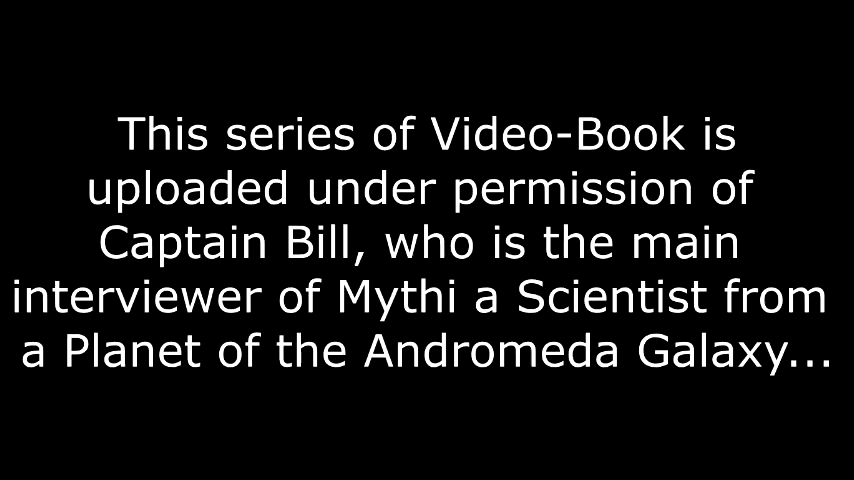 This series of Video-Book is
uploaded under permission of
Captain Bill, who is the main
interviewer of Mythi a Scientist from
a Planet of the Andromeda Galaxy...